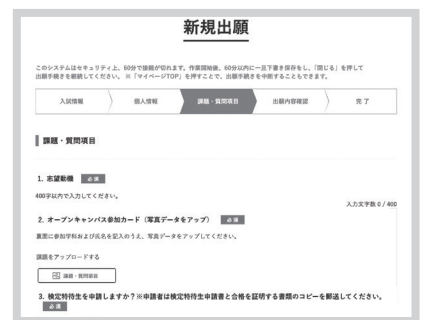 新規出願
このシステムはセキュリティ上、60分で接続が切れます。作業開始後、60分以内に一旦下書き保存をし、「閉じる」を押して
出願手続きを継続してください。 ※「マイページTOP」を押すことで、出願手続きを中断することもできます。
入試情報
個人情報
課題・質問項目
出願内容確認
完了
課題・質問項目
1. 志望動機 必須
400字以内で入力してください。
入力文字数 0 / 400
2. オープンキャンパス参加カード（写真データをアップ） 必須
裏面に参加学科および氏名を記入のうえ、写真データをアップしてください。
課題をアップロードする
課題・質問項目
3. 検定特待生を申請しますか？※申請者は検定特待生申請書と合格を証明する書類のコピーを郵送してください。
必須